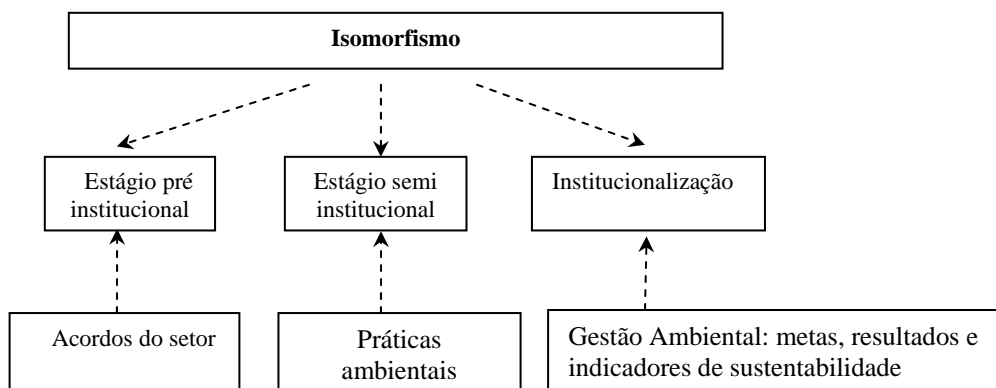 Isomorfismo
Estágio pré
institucional
Estágio semi
institucional
Institucionalização
Acordos do setor
Práticas
ambientais
Gestão Ambiental: metas, resultados e
indicadores de sustentabilidade